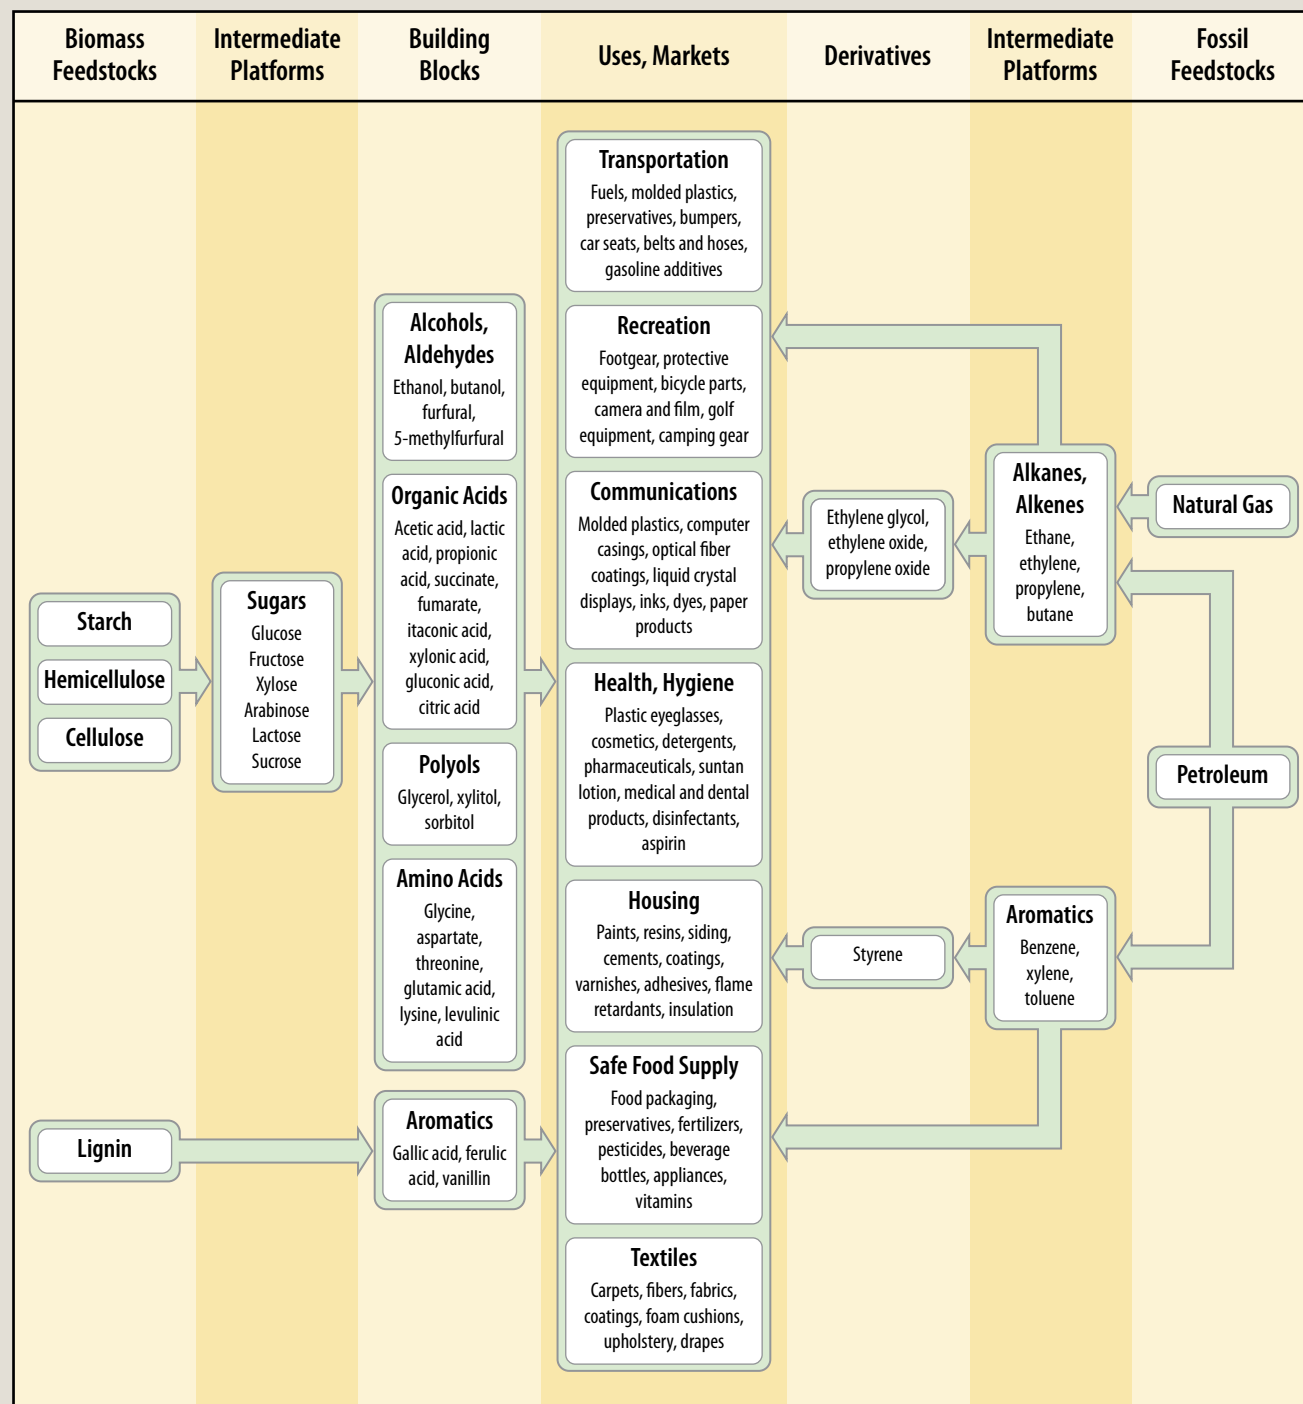 Biomass
Feedstocks
Intermediate
Platforms
Building
Blocks
Uses, Markets
Derivatives
Intermediate
Platforms
Fossil
Feedstocks
Starch
Hemicellulose
Cellulose
Lignin
Sugars
Glucose
Fructose
Xylose
Arabinose
Lactose
Sucrose
Alcohols,
Aldehydes
Ethanol, butanol,
furfural,
5-methylfurfural
Organic Acids
Acetic acid, lactic
acid, propionic
acid, succinate,
fumarate,
itaconic acid,
xylonic acid,
gluconic acid,
citric acid
Polyols
Glycerol, xylitol,
sorbitol
Amino Acids
Glycine,
aspartate,
threonine,
glutamic acid,
lysine, levulinic
acid
Aromatics
Gallic acid, ferulic
acid, vanillin
Transportation
Fuels, molded plastics,
preservatives, bumpers,
car seats, belts and hoses,
gasoline additives
Recreation
Footgear, protective
equipment, bicycle parts,
camera and film, golf
equipment, camping gear
Communications
Molded plastics, computer
casings, optical fiber
coatings, liquid crystal
displays, inks, dyes, paper
products
Health, Hygiene
Plastic eyeglasses,
cosmetics, detergents,
pharmaceuticals, suntan
lotion, medical and dental
products, disinfectants,
aspirin
Housing
Paints, resins, siding,
cements, coatings,
varnishes, adhesives, flame
retardants, insulation
Safe Food Supply
Food packaging,
preservatives, fertilizers,
pesticides, beverage
bottles, appliances,
vitamins
Textiles
Carpets, fibers, fabrics,
coatings, foam cushions,
upholstery, drapes
Ethylene glycol,
ethylene oxide,
propylene oxide
Styrene
Alkanes,
Alkenes
Ethane,
ethylene,
propylene,
butane
Aromatics
Benzene,
xylene,
toluene
Natural Gas
Petroleum